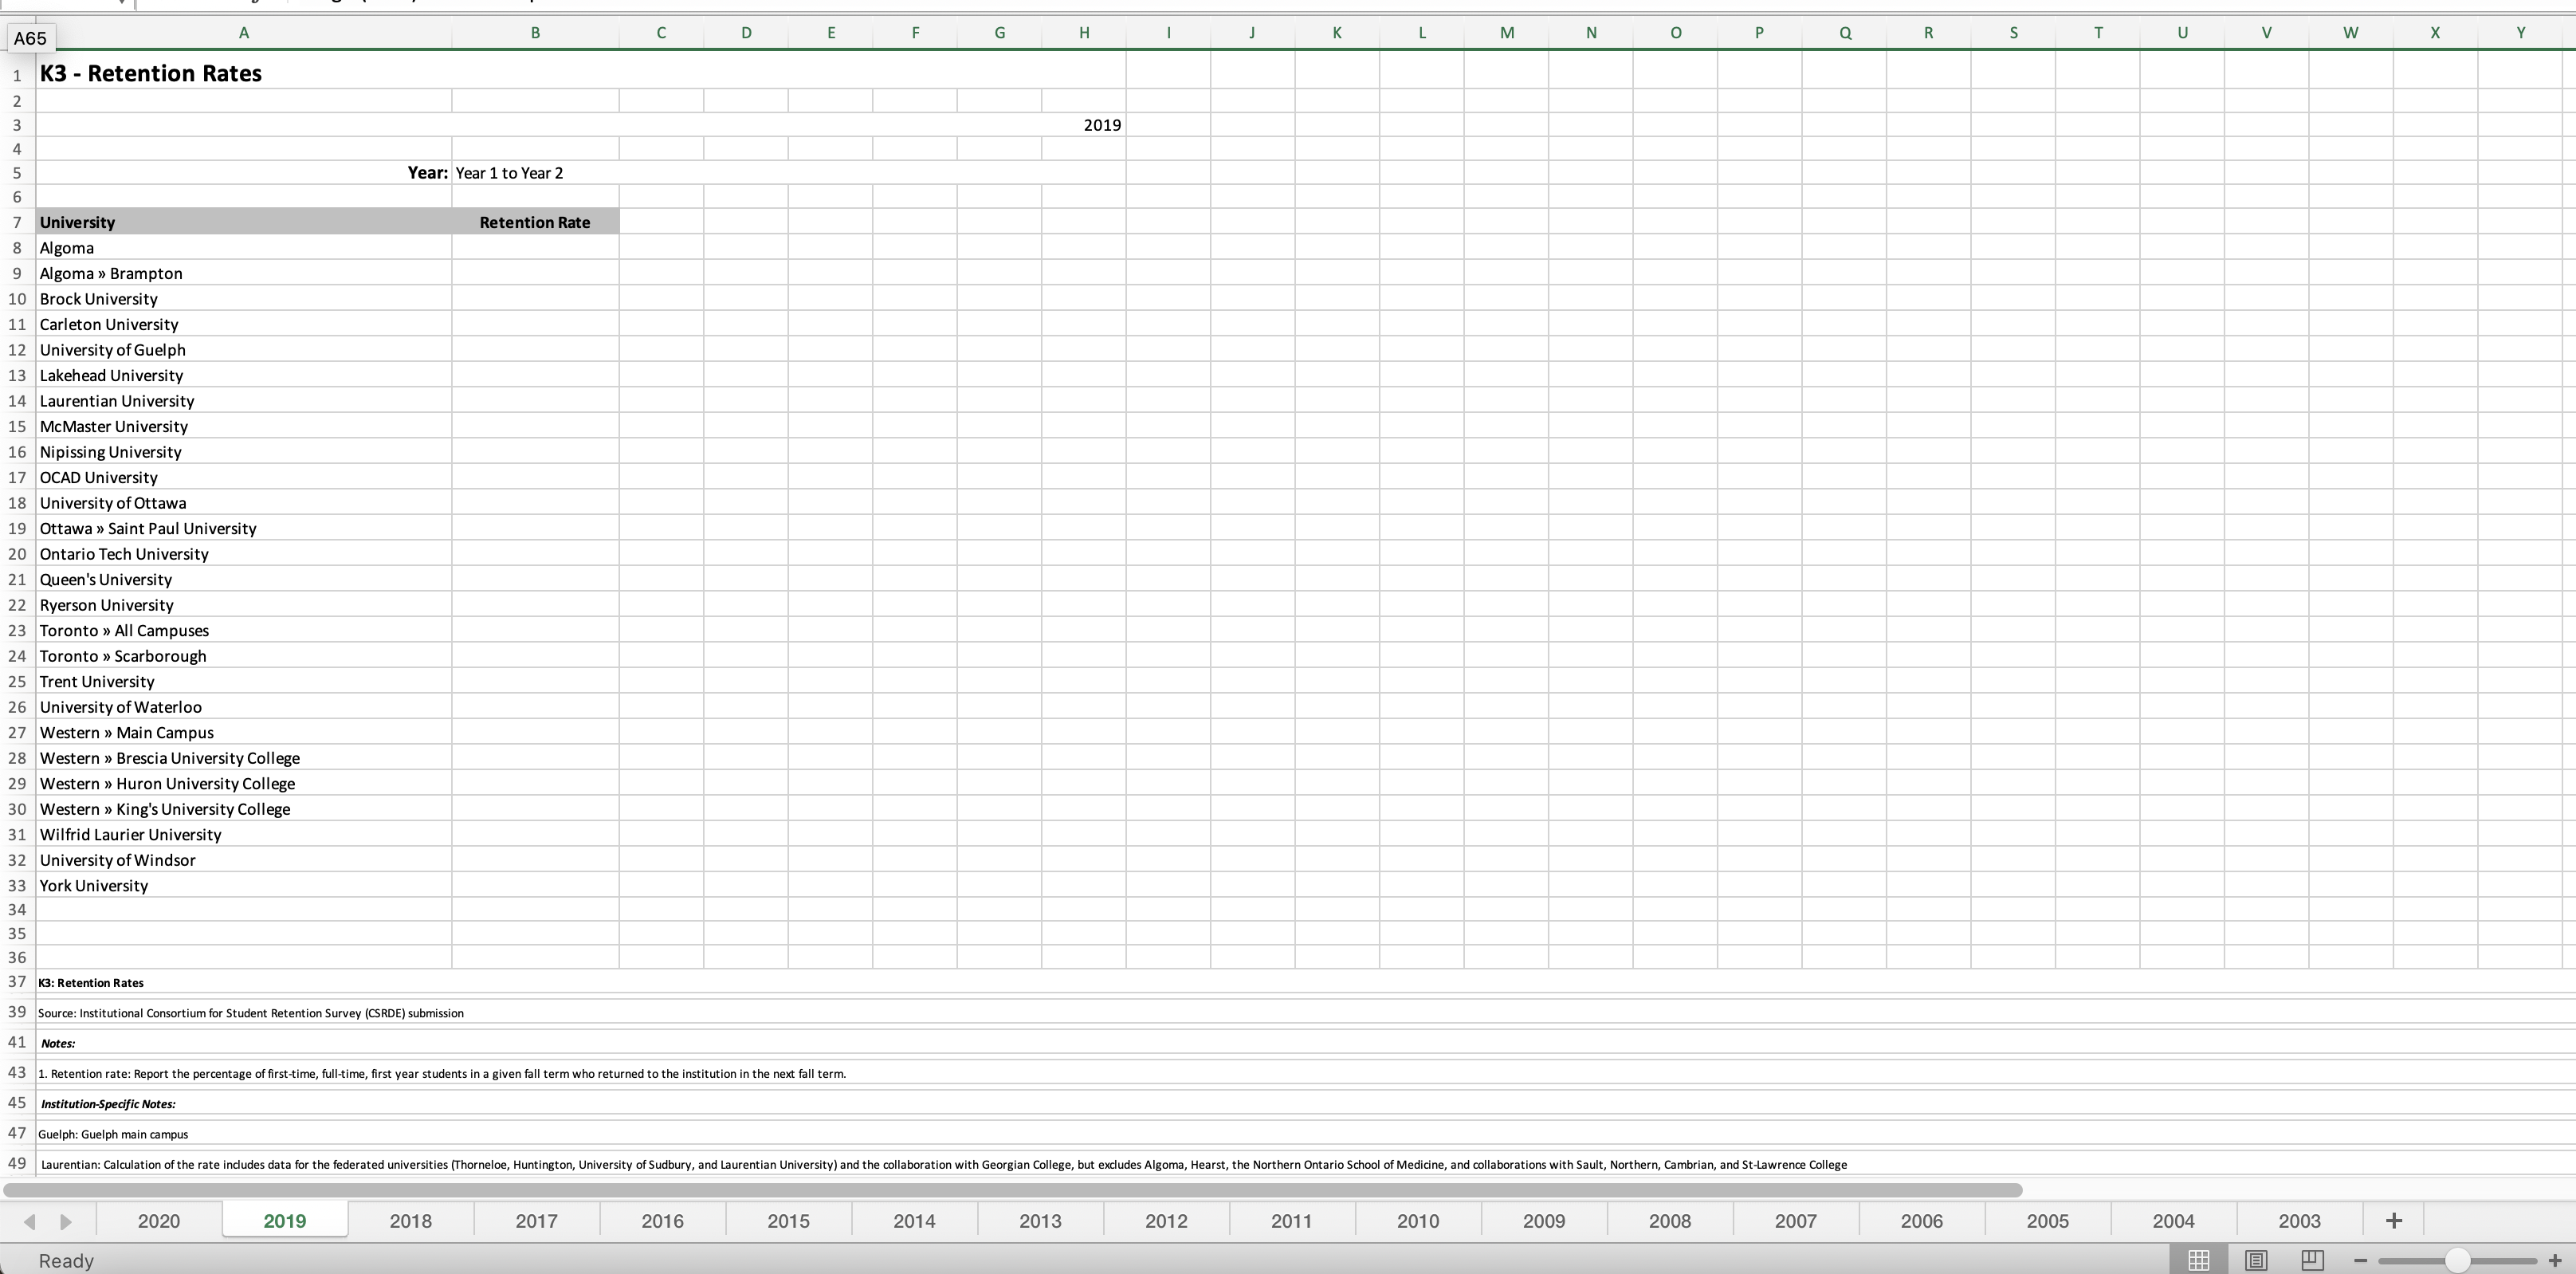 A65
A B C D E F G H I J K L M N O P Q R S T U V W X Y
1 K3 - Retention Rates
2
3 2019
4
5 Year: Year 1 to Year 2
6
7 University Retention Rate
8 Algoma
9 Algoma » Brampton
10 Brock University
11 Carleton University
12 University of Guelph
13 Lakehead University
14 Laurentian University
15 McMaster University
16 Nipissing University
17 OCAD University
18 University of Ottawa
19 Ottawa » Saint Paul University
20 Ontario Tech University
21 Queen's University
22 Ryerson University
23 Toronto » All Campuses
24 Toronto » Scarborough
25 Trent University
26 University of Waterloo
27 Western » Main Campus
28 Western » Brescia University College
29 Western » Huron University College
30 Western » King's University College
31 Wilfrid Laurier University
32 University of Windsor
33 York University
34
35
36
37 K3: Retention Rates
39 Source: Institutional Consortium for Student Retention Survey (CSRDE) submission
41 Notes:
43 1. Retention rate: Report the percentage of first-time, full-time, first year students in a given fall term who returned to the institution in the next fall term.
45 Institution-Specific Notes:
47 Guelph: Guelph main campus
49 Laurentian: Calculation of the rate includes data for the federated universities (Thorneloe, Huntington, University of Sudbury, and Laurentian University) and the collaboration with Georgian College, but excludes Algoma, Hearst, the Northern Ontario School of Medicine, and collaborations with Sault, Northern, Cambrian, and St-Lawrence College
2020 2019 2018 2017 2016 2015 2014 2013 2012 2011 2010 2009 2008 2007 2006 2005 2004 2003 +
Ready